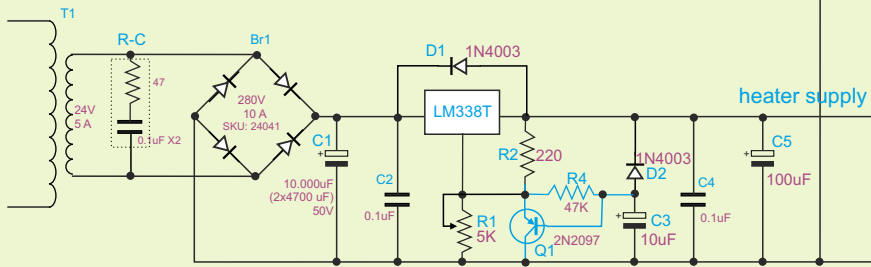 T1
R-C
Br1
D1
1N4003
47
24V
5 A
280V
10 A
SKU: 24041
LM338T
heater supply
0.1uF X2
C1
R2
220
1N4003
D2
C5
10.000uF
(2x4700 uF)
50V
C2
0.1uF
R4
47K
C4
0.1uF
100uF
R1
5K
2N2097
Q1
C3
10uF